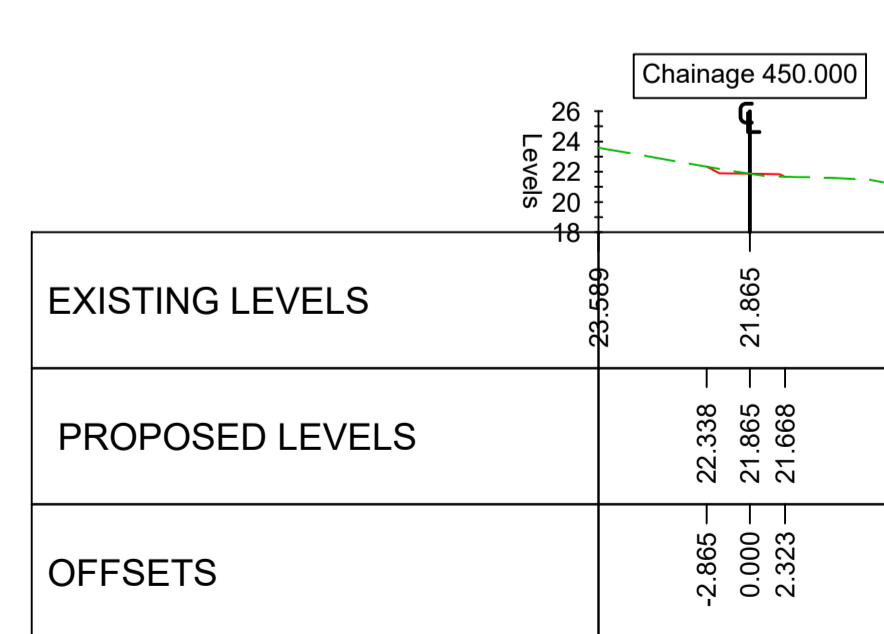 Chainage 450.000
CL
26
24
22
20
18
Levels
EXISTING LEVELS
23.589
21.865
PROPOSED LEVELS
22.338
21.865
21.668
OFFSETS
-2.865
0.000
2.323